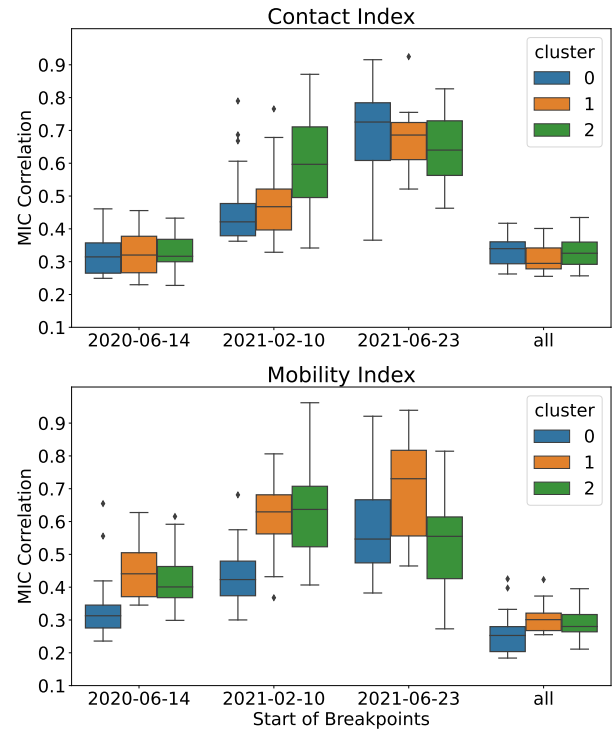 Contact Index
MIC Correlation
0.9
0.8
0.7
0.6
0.5
0.4
0.3
0.2
0.1
cluster
0
1
2
2020-06-14 2021-02-10 2021-06-23 all
Mobility Index
MIC Correlation
0.9
0.8
0.7
0.6
0.5
0.4
0.3
0.2
0.1
cluster
0
1
2
2020-06-14 2021-02-10 2021-06-23 all
Start of Breakpoints